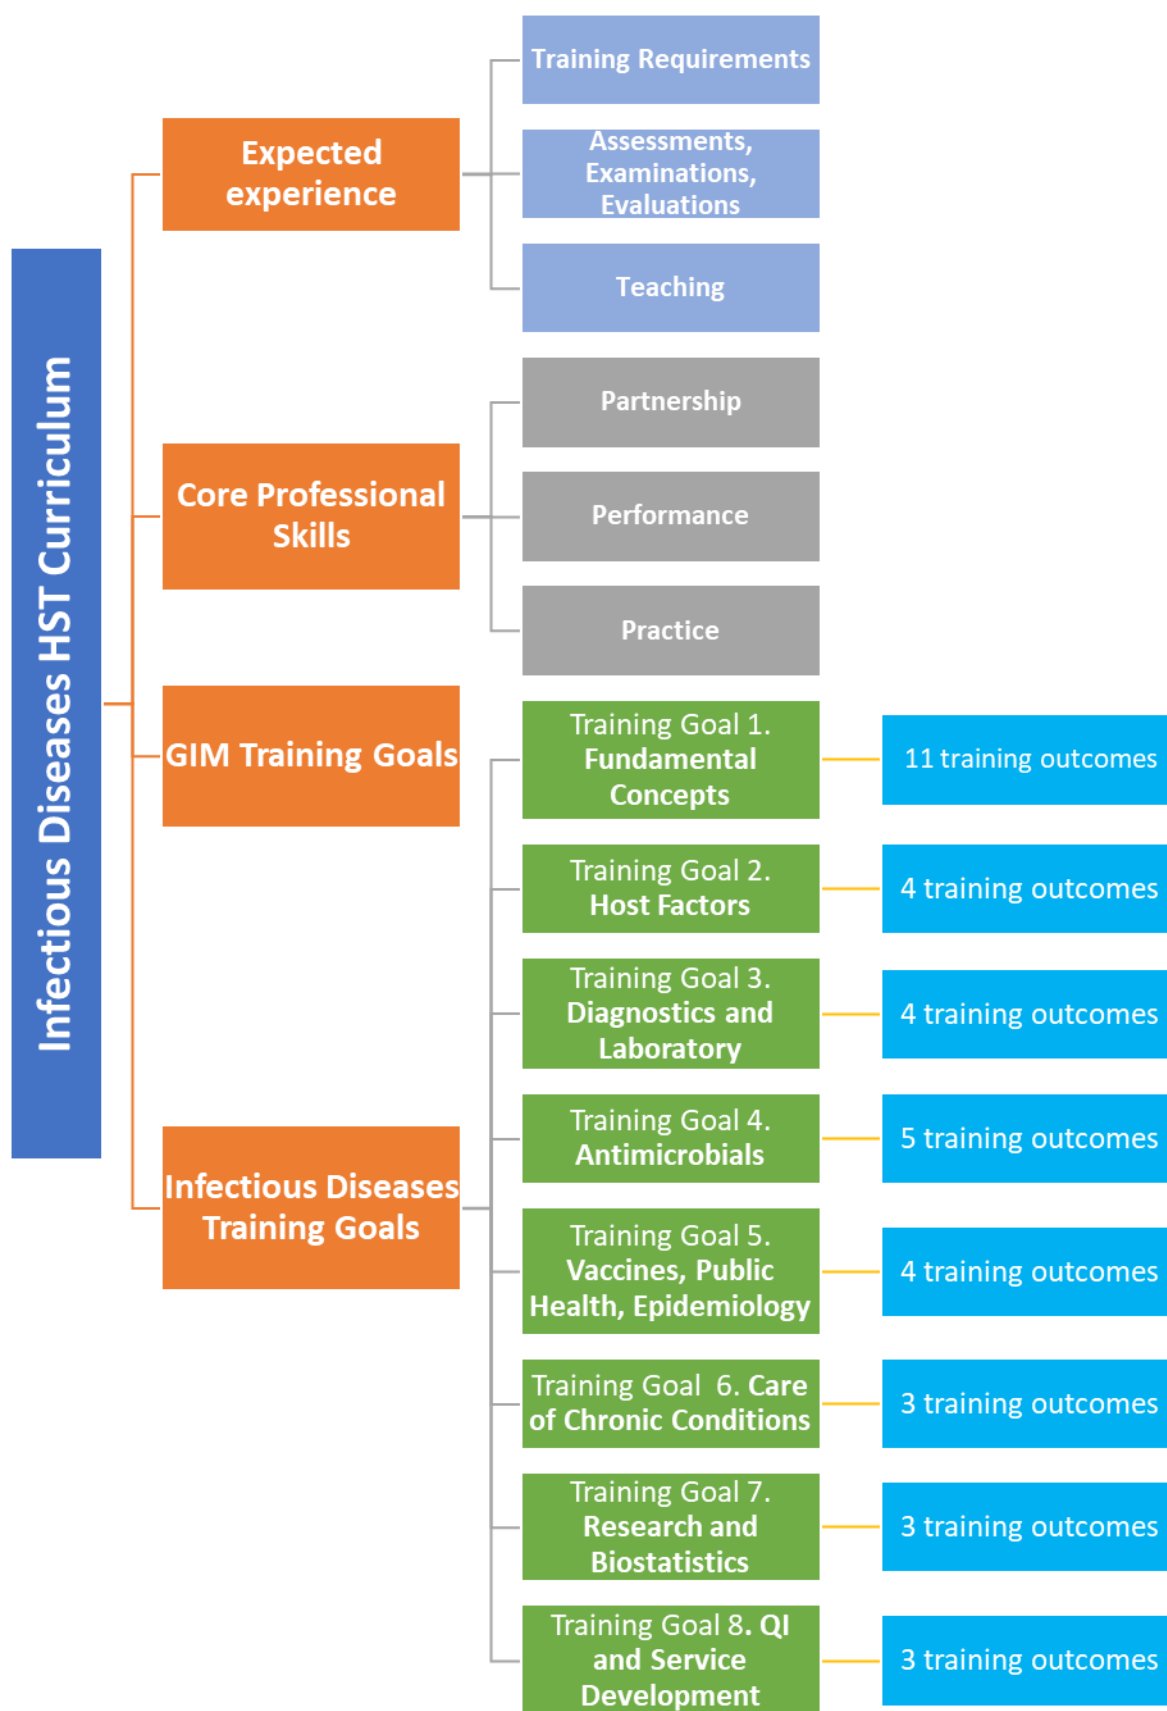 Infectious Diseases HST Curriculum
Expected
experience
Training Requirements
Assessments,
Examinations,
Evaluations
Teaching
Core Professional
Skills
Partnership
Performance
Practice
GIM Training Goals
Infectious Diseases
Training Goals
Training Goal 1.
Fundamental
Concepts
11 training outcomes
Training Goal 2.
Host Factors
4 training outcomes
Training Goal 3.
Diagnostics and
Laboratory
4 training outcomes
Training Goal 4.
Antimicrobials
5 training outcomes
Training Goal 5.
Vaccines, Public
Health, Epidemiology
4 training outcomes
Training Goal  6. Care
of Chronic Conditions
3 training outcomes
Training Goal 7.
Research and
Biostatistics
3 training outcomes
Training Goal 8. QI
and Service
Development
3 training outcomes